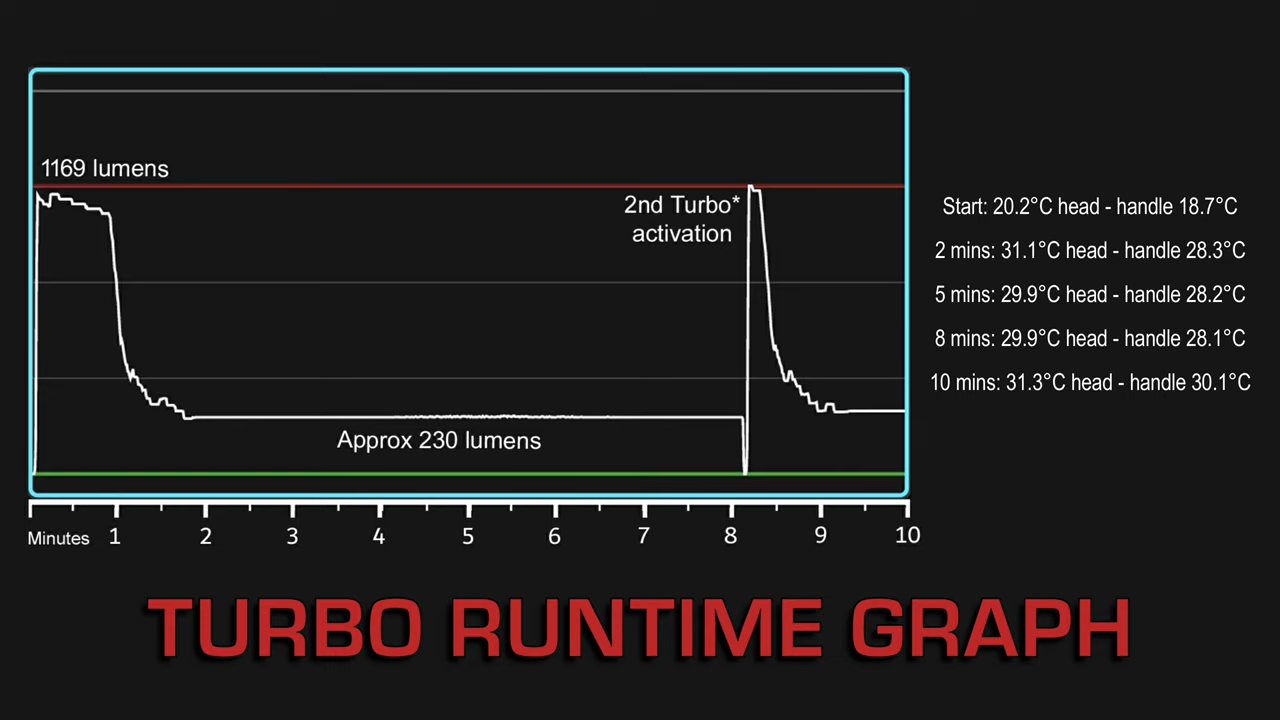 1169 lumens
2nd Turbo*
activation
Approx 230 lumens
Minutes 1 2 3 4 5 6 7 8 9 10
Start: 20.2°C head - handle 18.7°C
2 mins: 31.1°C head - handle 28.3°C
5 mins: 29.9°C head - handle 28.2°C
8 mins: 29.9°C head - handle 28.1°C
10 mins: 31.3°C head - handle 30.1°C
TURBO RUNTIME GRAPH